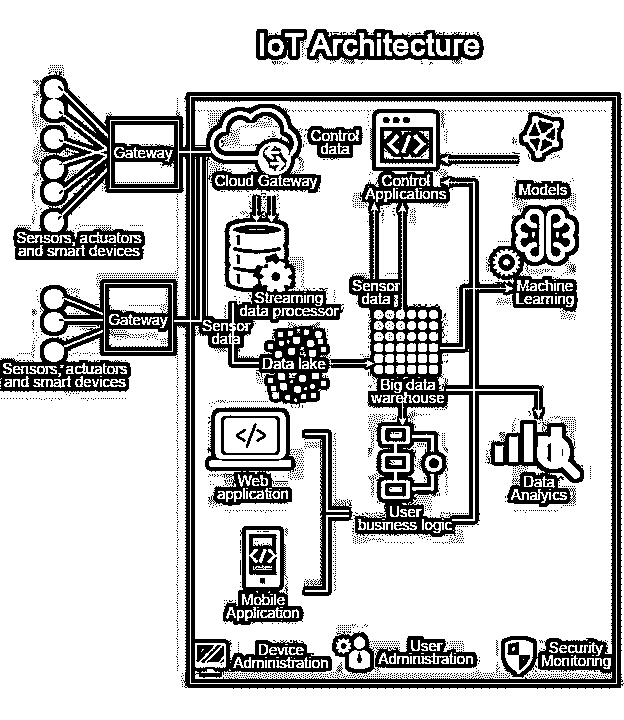 IoT Architecture
Gateway
Sensors, actuators
and smart devices
Gateway
Sensors, actuators
and smart devices
Cloud Gateway
Control
data
</>
Control
Applications
Models
Streaming
data processor
Sensor
data
Sensor
data
Machine
Learning
Data lake
Big data
warehouse
</>
Web
application
User
business logic
Data
Analyics
</>
Mobile
Application
Device
Administration
User
Administration
Security
Monitoring